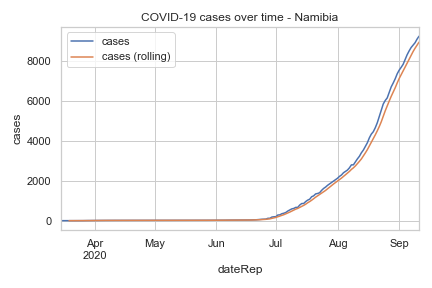 COVID-19 cases over time - Namibia
cases
cases (rolling)
8000
6000
4000
2000
0
cases
Apr
2020
May
Jun
Jul
Aug
Sep
dateRep